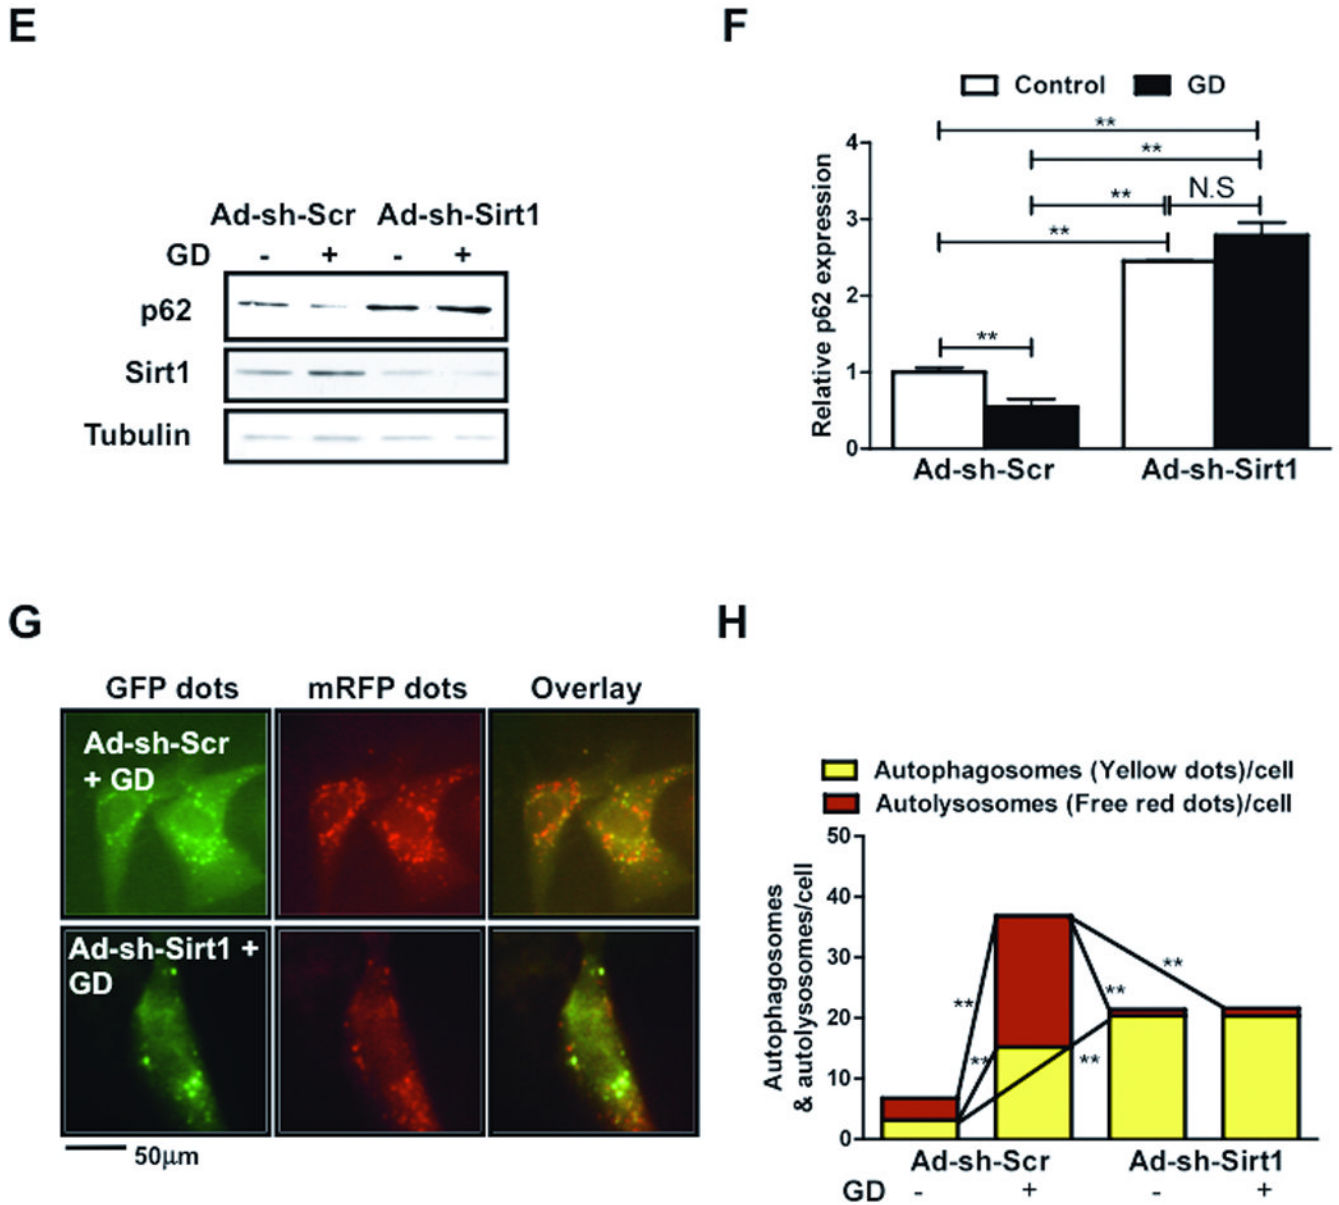 E
Ad-sh-Scr Ad-sh-Sirt1
GD - + - +
p62
Sirt1
Tubulin
F
Control GD
Relative p62 expression
4
3
2
1
0
**
**
** N.S
**
**
Ad-sh-Scr Ad-sh-Sirt1
G
GFP dots mRFP dots Overlay
Ad-sh-Scr
+ GD
Ad-sh-Sirt1 +
GD
50μm
H
Autophagosomes (Yellow dots)/cell
Autolysosomes (Free red dots)/cell
Autophagosomes
& autolysosomes/cell
50
40
30
20
10
0
**
** **
** **
Ad-sh-Scr Ad-sh-Sirt1
GD - + - +